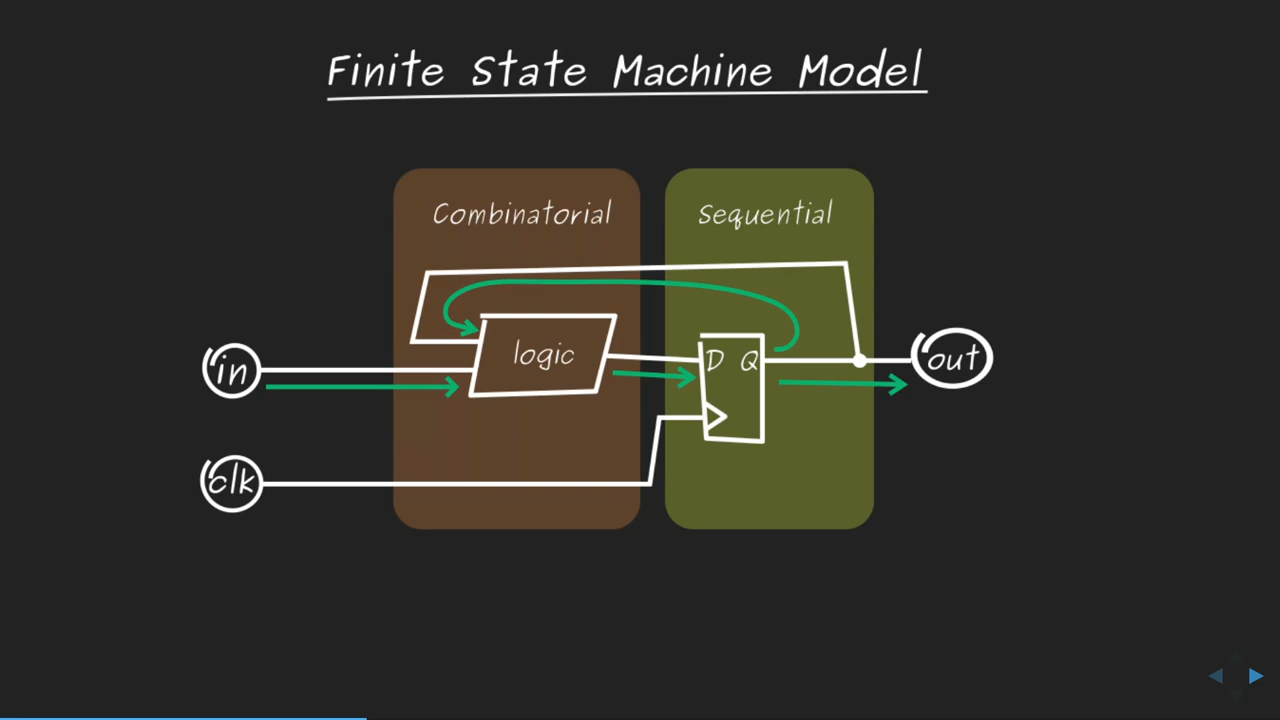 Finite State Machine Model
Combinatorial
Sequential
in
logic
D Q
out
clk